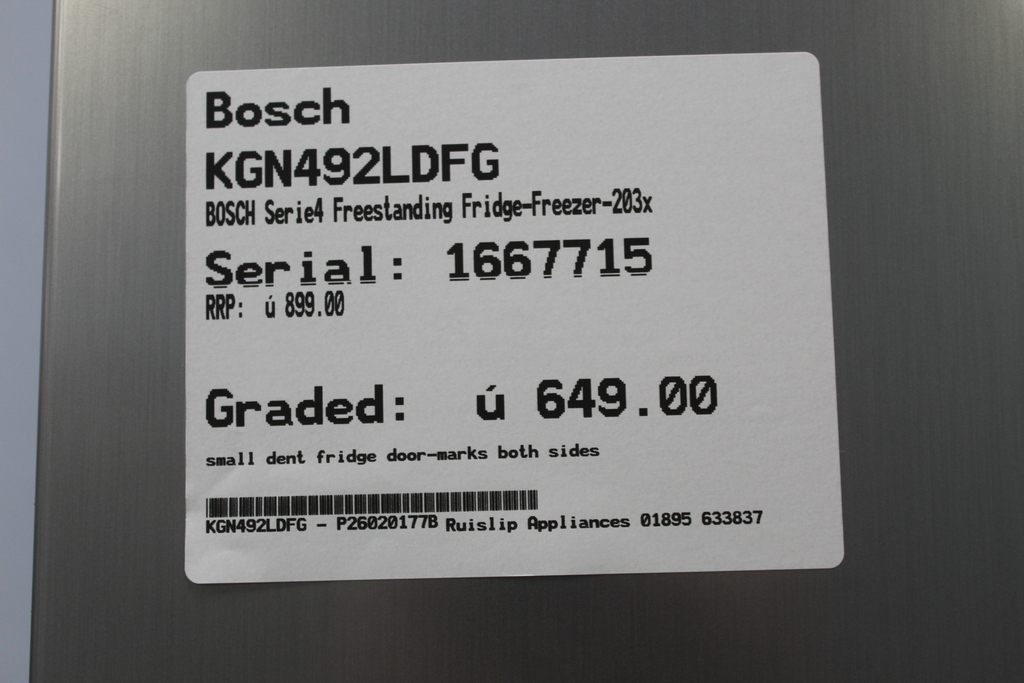 Bosch
KGN492LDFG
BOSCH Serie4 Freestanding Fridge-Freezer-203x
Serial: 1667715
RRP: ú 899.00
Graded: ú 649.00
small dent fridge door-marks both sides
KGN492LDFG - P26020177B Ruislip Appliances 01895 633837